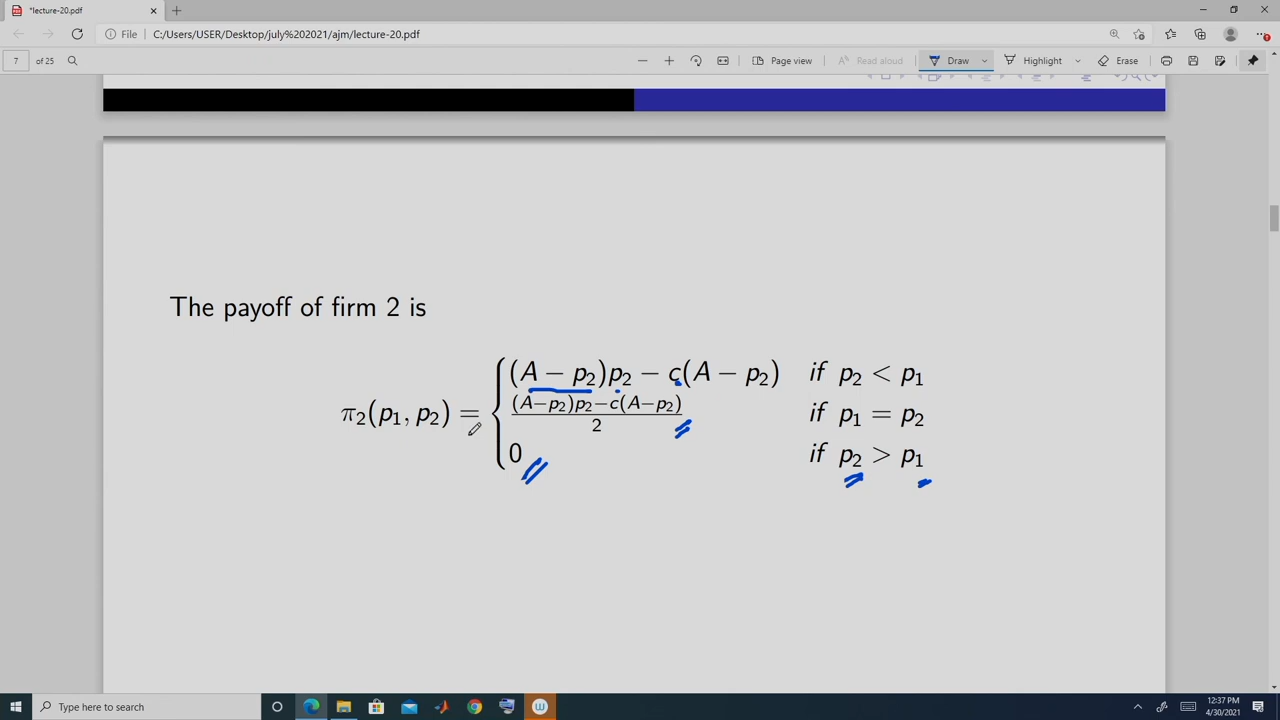 *lecture-20.pdf
File C:/Users/USER/Desktop/july%202021/ajm/lecture-20.pdf
7 of 25 Page view Read aloud Draw Highlight Erase
The payoff of firm 2 is
(A − p₂)p₂ − c(A − p₂) if p₂ < p₁
π₂(p₁, p₂) = { (A−p₂)p₂−c(A−p₂) / 2 if p₁ = p₂
0 if p₂ > p₁
Type here to search
12:37 PM
4/30/2021